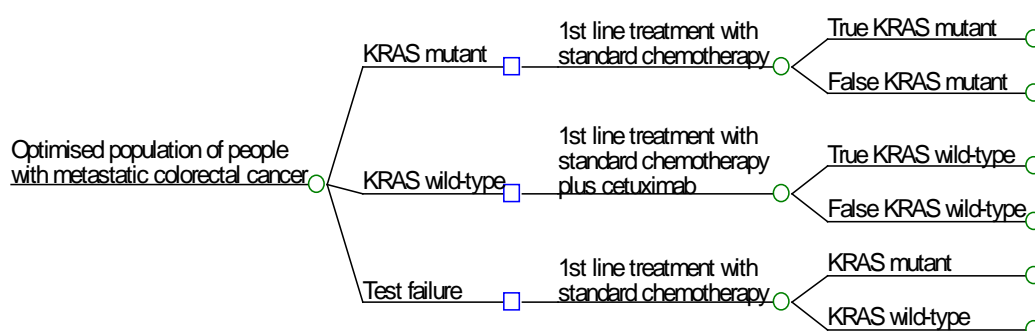 Optimised population of people
with metastatic colorectal cancer
KRAS mutant
1st line treatment with
standard chemotherapy
True KRAS mutant
False KRAS mutant
KRAS wild-type
1st line treatment with
standard chemotherapy
plus cetuximab
True KRAS wild-type
False KRAS wild-type
Test failure
1st line treatment with
standard chemotherapy
KRAS mutant
KRAS wild-type